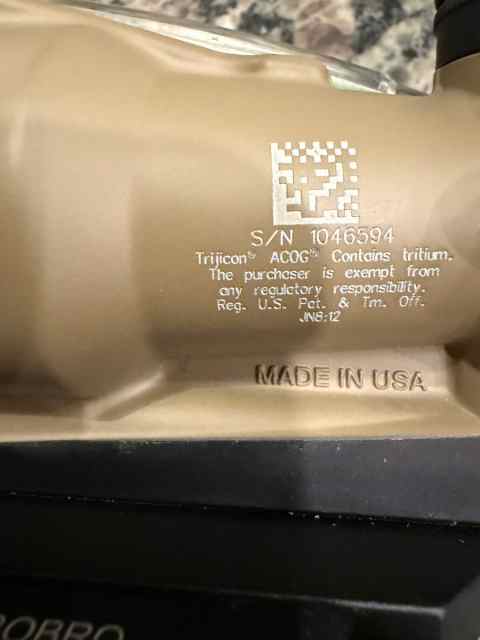 S/N 1046594
Trijicon® ACOG® Contains tritium.
The purchaser is exempt from
any regulatory responsibility.
Reg. U.S. Pat. & Tm. Off.
JN8:12
MADE IN USA
BOBRO